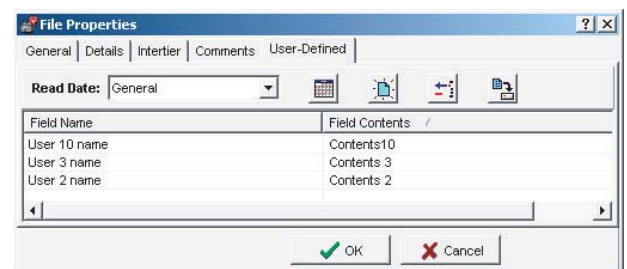 File Properties
General Details Intertier Comments User-Defined
Read Date: General
Field Name Field Contents
User 10 name Contents10
User 3 name Contents 3
User 2 name Contents 2
OK Cancel